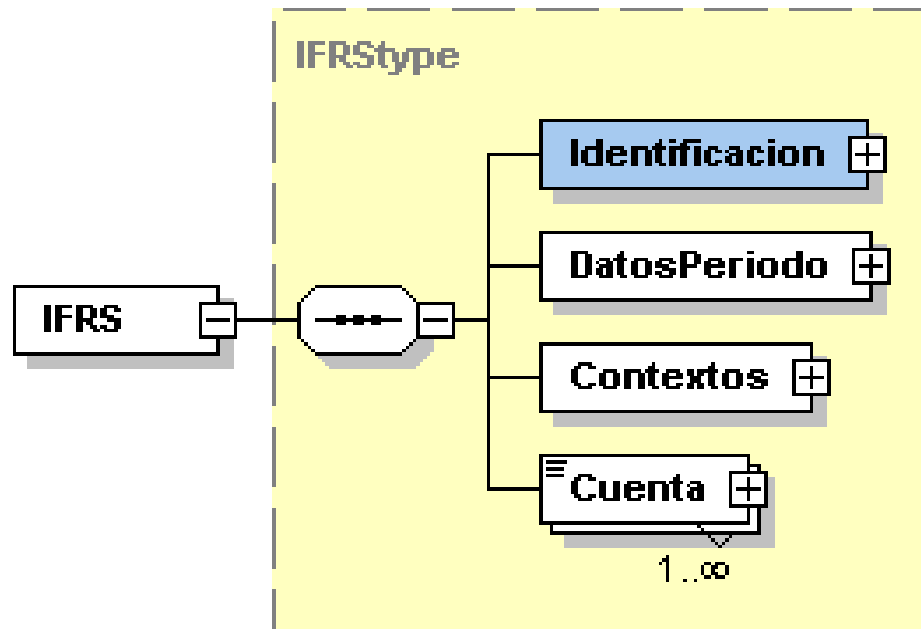 IFRStype
Identificacion
DatosPeriodo
IFRS
Contextos
Cuenta
1..∞